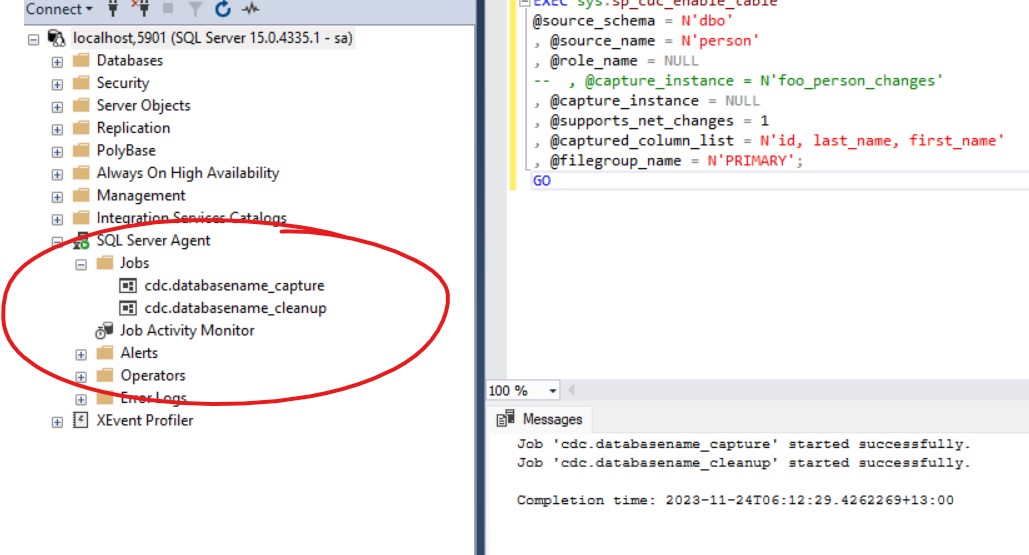 Connect
localhost,5901 (SQL Server 15.0.4335.1 - sa)
Databases
Security
Server Objects
Replication
PolyBase
Always On High Availability
Management
Integration Services Catalogs
SQL Server Agent
Jobs
cdc.databasename_capture
cdc.databasename_cleanup
Job Activity Monitor
Alerts
Operators
Error Logs
XEvent Profiler
EXEC sys.sp_cdc_enable_table
@source_schema = N'dbo'
, @source_name = N'person'
, @role_name = NULL
-- , @capture_instance = N'foo_person_changes'
, @capture_instance = NULL
, @supports_net_changes = 1
, @captured_column_list = N'id, last_name, first_name'
, @filegroup_name = N'PRIMARY';
GO
100 %
Messages
Job 'cdc.databasename_capture' started successfully.
Job 'cdc.databasename_cleanup' started successfully.
Completion time: 2023-11-24T06:12:29.4262269+13:00